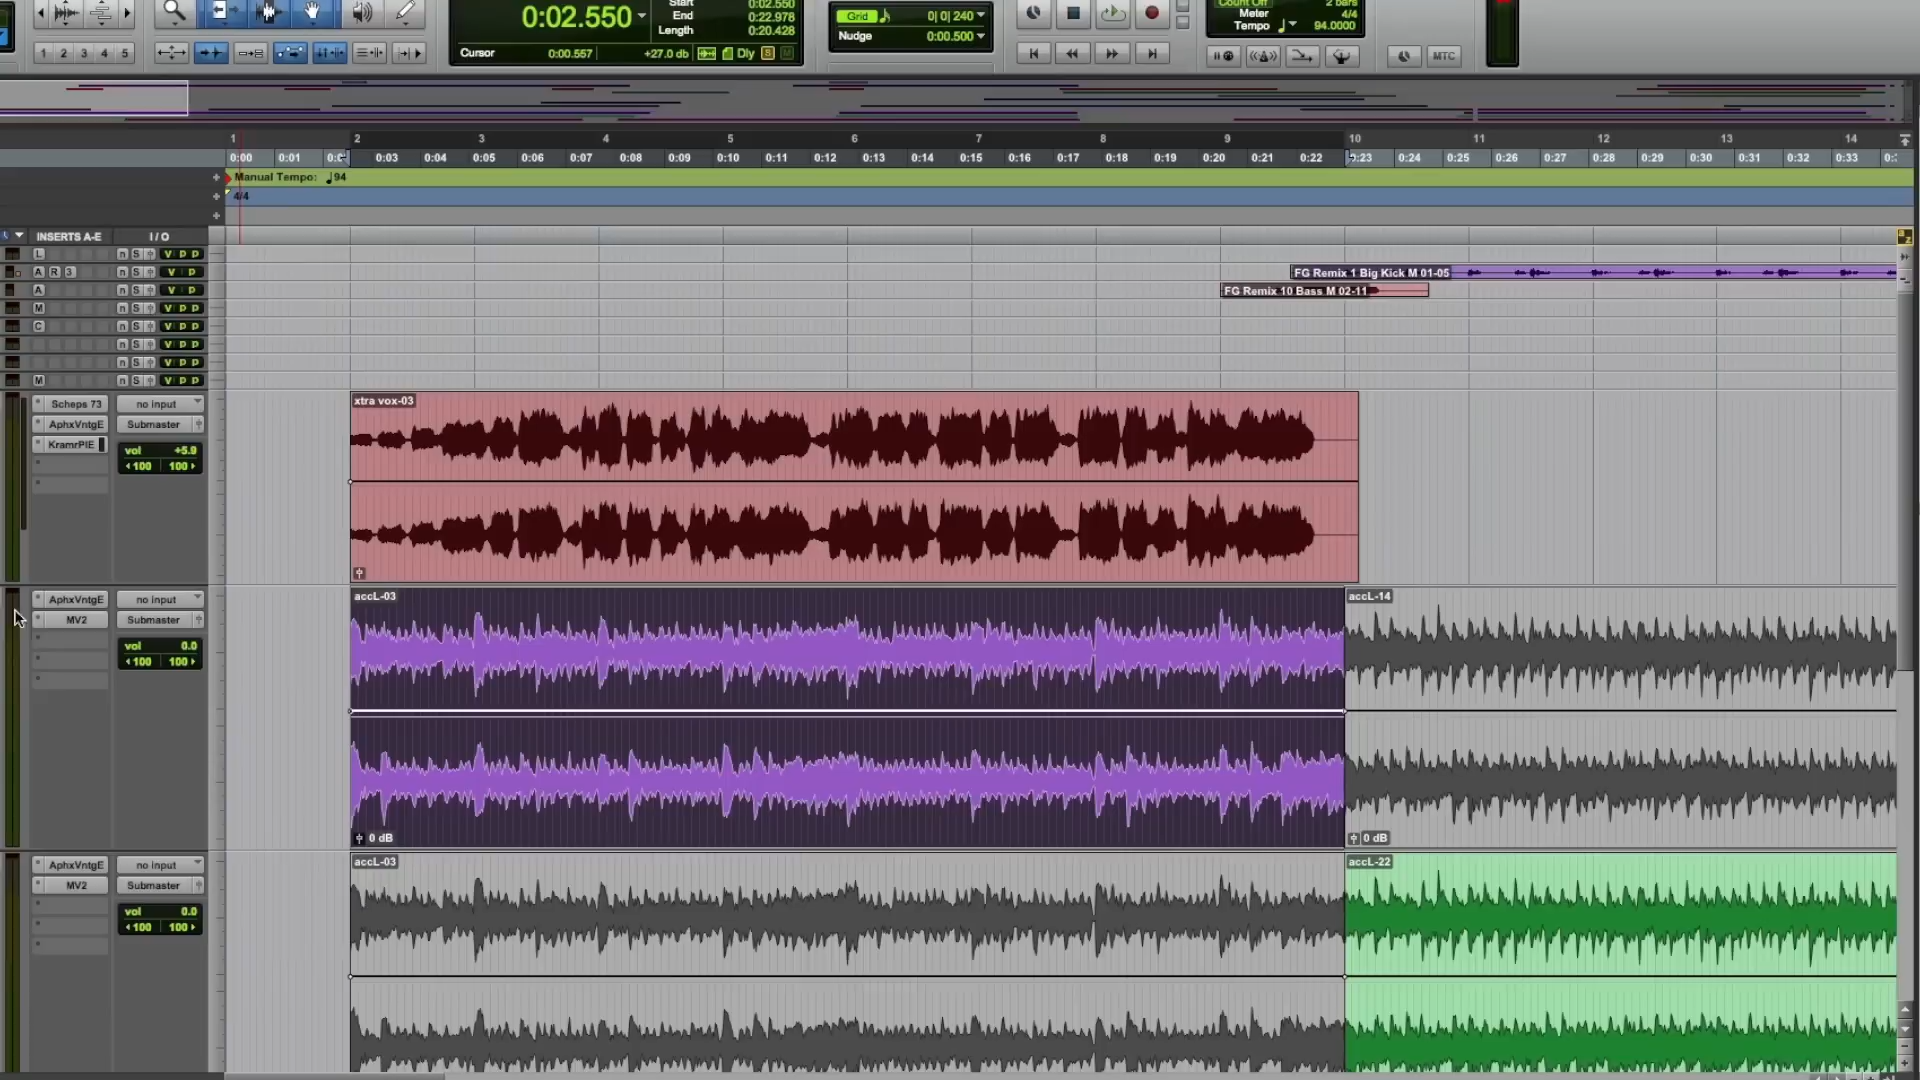 0:02.550
Start 0:02.550
End 0:22.978
Length 0:20.428
Cursor 0:00.557 +27.0 db Dly S M
Grid 0| 0| 240
Nudge 0:00.500
Count Off 2 bars
Meter 4/4
Tempo 94.0000
1 2 3 4 5
MTC
1 2 3 4 5 6 7 8 9 10 11 12 13 14
0:00 0:01 0:03 0:04 0:05 0:06 0:07 0:08 0:09 0:10 0:11 0:12 0:13 0:14 0:15 0:16 0:17 0:18 0:19 0:20 0:21 0:22 0:23 0:24 0:25 0:26 0:27 0:28 0:29 0:30 0:31 0:32 0:33
Manual Tempo: ♩94
4/4
INSERTS A-E I / O
L n S V P P
A R 3 n S V P
FG Remix 1 Big Kick M 01-05
A n S V P P
FG Remix 10 Bass M 02-11
M n S V P P
C n S V P P
n S V P P
n S V P P
M n S V P P
Scheps 73 no input
xtra vox-03
AphxVntgE Submaster
KramrPIE
vol +5.9
100 100
AphxVntgE no input
accL-03 accL-14
MV2 Submaster
vol 0.0
100 100
0 dB 0 dB
AphxVntgE no input
accL-03 accL-22
MV2 Submaster
vol 0.0
100 100